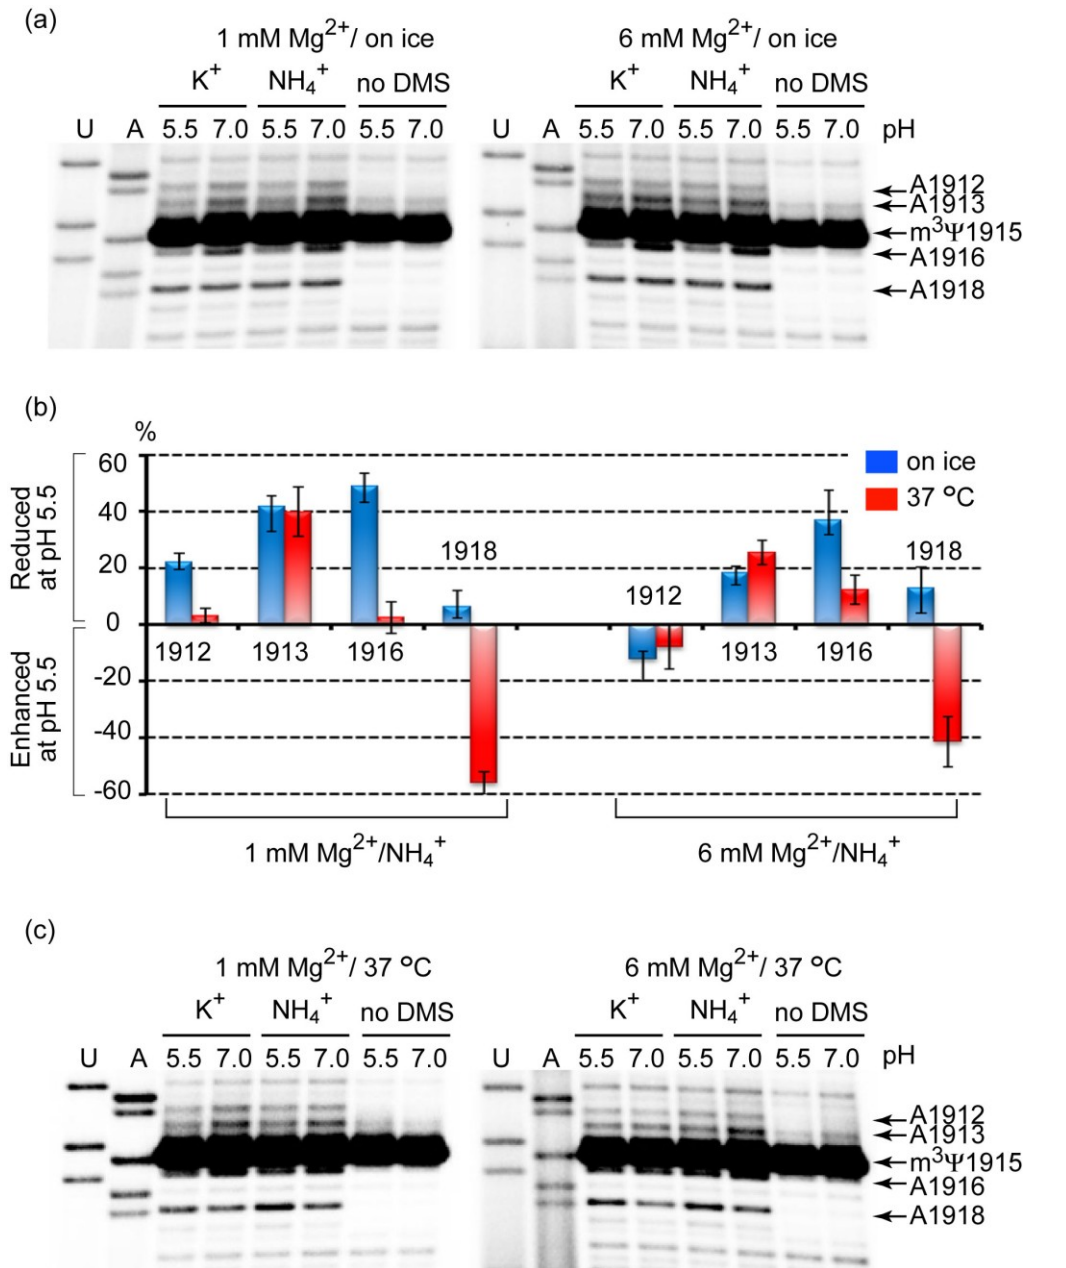 (a)
1 mM Mg2+/ on ice 6 mM Mg2+/ on ice
K+ NH4+ no DMS K+ NH4+ no DMS
U A 5.5 7.0 5.5 7.0 5.5 7.0 U A 5.5 7.0 5.5 7.0 5.5 7.0 pH
A1912
A1913
m3Ψ1915
A1916
A1918
(b)
%
Reduced
at pH 5.5
Enhanced
at pH 5.5
60
40
20
0
-20
-40
-60
on ice
37 ºC
1912
1913
1916
1918
1912
1913
1916
1918
1 mM Mg2+/NH4+ 6 mM Mg2+/NH4+
(c)
1 mM Mg2+/ 37 ºC 6 mM Mg2+/ 37 ºC
K+ NH4+ no DMS K+ NH4+ no DMS
U A 5.5 7.0 5.5 7.0 5.5 7.0 U A 5.5 7.0 5.5 7.0 5.5 7.0 pH
A1912
A1913
m3Ψ1915
A1916
A1918